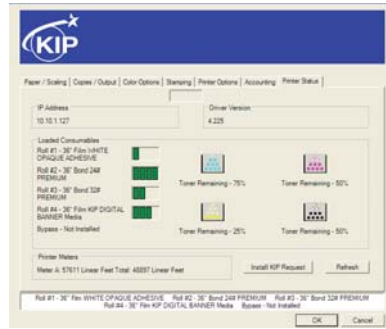 KIP
Paper / Scaling Copies / Output Color Options Stamping Printer Options Accounting Printer Status
IP Address
10.10.1.127
Driver Version
4.225
Loaded Consumables
Roll #1 - 36" Film WHITE
OPAQUE ADHESIVE
Roll #2 - 36" Bond 24#
PREMIUM
Roll #3 - 36" Bond 32#
PREMIUM
Roll #4 - 36" Film KIP DIGITAL
BANNER Media
Bypass - Not Installed
Toner Remaining - 75%
Toner Remaining - 50%
Toner Remaining - 25%
Toner Remaining - 50%
Printer Meters
Meter A: 57611 Linear Feet Total: 46897 Linear Feet
Install KIP Request
Refresh
Roll #1 - 36" Film WHITE OPAQUE ADHESIVE Roll #2 - 36" Bond 24# PREMIUM Roll #3 - 36" Bond 32# PREMIUM
Roll #4 - 36" Film KIP DIGITAL BANNER Media Bypass - Not Installed
OK
Cancel